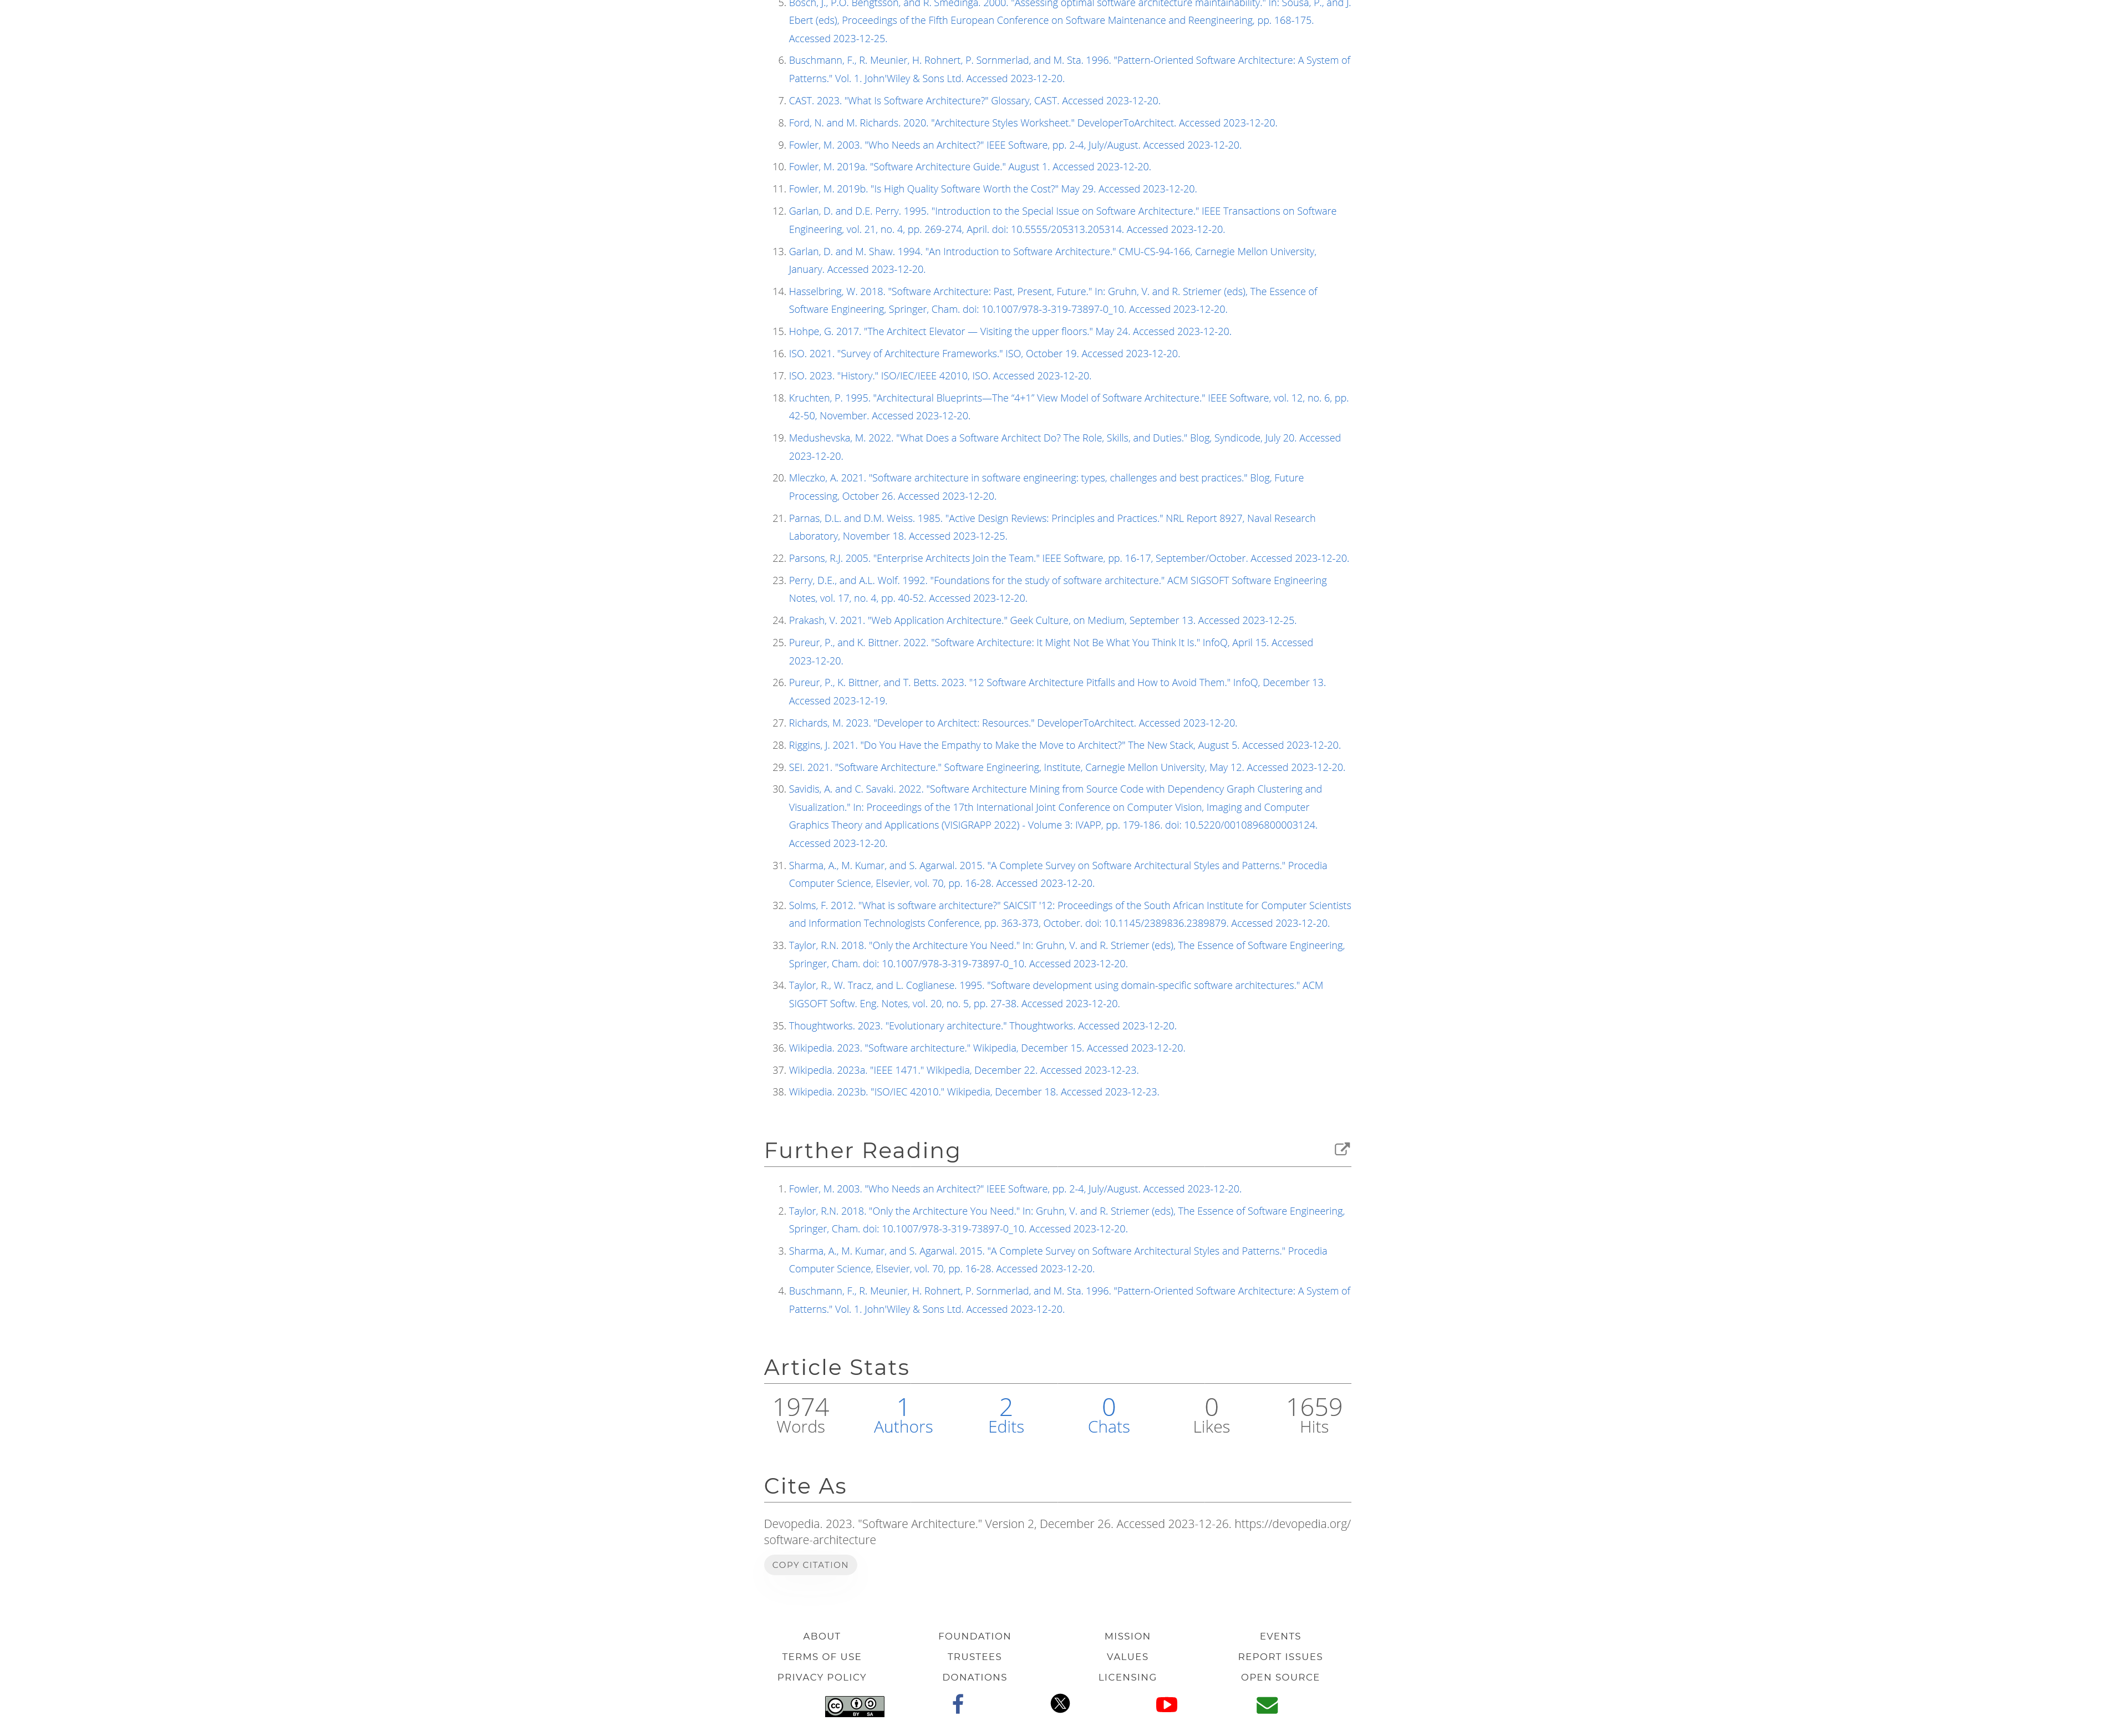 5. Bosch, J., P.O. Bengtsson, and R. Smedinga. 2000. "Assessing optimal software architecture maintainability." In: Sousa, P., and J.
Ebert (eds), Proceedings of the Fifth European Conference on Software Maintenance and Reengineering, pp. 168-175.
Accessed 2023-12-25.
6. Buschmann, F., R. Meunier, H. Rohnert, P. Sornmerlad, and M. Sta. 1996. "Pattern-Oriented Software Architecture: A System of
Patterns." Vol. 1. John'Wiley & Sons Ltd. Accessed 2023-12-20.
7. CAST. 2023. "What Is Software Architecture?" Glossary, CAST. Accessed 2023-12-20.
8. Ford, N. and M. Richards. 2020. "Architecture Styles Worksheet." DeveloperToArchitect. Accessed 2023-12-20.
9. Fowler, M. 2003. "Who Needs an Architect?" IEEE Software, pp. 2-4, July/August. Accessed 2023-12-20.
10. Fowler, M. 2019a. "Software Architecture Guide." August 1. Accessed 2023-12-20.
11. Fowler, M. 2019b. "Is High Quality Software Worth the Cost?" May 29. Accessed 2023-12-20.
12. Garlan, D. and D.E. Perry. 1995. "Introduction to the Special Issue on Software Architecture." IEEE Transactions on Software
Engineering, vol. 21, no. 4, pp. 269-274, April. doi: 10.5555/205313.205314. Accessed 2023-12-20.
13. Garlan, D. and M. Shaw. 1994. "An Introduction to Software Architecture." CMU-CS-94-166, Carnegie Mellon University,
January. Accessed 2023-12-20.
14. Hasselbring, W. 2018. "Software Architecture: Past, Present, Future." In: Gruhn, V. and R. Striemer (eds), The Essence of
Software Engineering, Springer, Cham. doi: 10.1007/978-3-319-73897-0_10. Accessed 2023-12-20.
15. Hohpe, G. 2017. "The Architect Elevator — Visiting the upper floors." May 24. Accessed 2023-12-20.
16. ISO. 2021. "Survey of Architecture Frameworks." ISO, October 19. Accessed 2023-12-20.
17. ISO. 2023. "History." ISO/IEC/IEEE 42010, ISO. Accessed 2023-12-20.
18. Kruchten, P. 1995. "Architectural Blueprints—The “4+1” View Model of Software Architecture." IEEE Software, vol. 12, no. 6, pp.
42-50, November. Accessed 2023-12-20.
19. Medushevska, M. 2022. "What Does a Software Architect Do? The Role, Skills, and Duties." Blog, Syndicode, July 20. Accessed
2023-12-20.
20. Mleczko, A. 2021. "Software architecture in software engineering: types, challenges and best practices." Blog, Future
Processing, October 26. Accessed 2023-12-20.
21. Parnas, D.L. and D.M. Weiss. 1985. "Active Design Reviews: Principles and Practices." NRL Report 8927, Naval Research
Laboratory, November 18. Accessed 2023-12-25.
22. Parsons, R.J. 2005. "Enterprise Architects Join the Team." IEEE Software, pp. 16-17, September/October. Accessed 2023-12-20.
23. Perry, D.E., and A.L. Wolf. 1992. "Foundations for the study of software architecture." ACM SIGSOFT Software Engineering
Notes, vol. 17, no. 4, pp. 40-52. Accessed 2023-12-20.
24. Prakash, V. 2021. "Web Application Architecture." Geek Culture, on Medium, September 13. Accessed 2023-12-25.
25. Pureur, P., and K. Bittner. 2022. "Software Architecture: It Might Not Be What You Think It Is." InfoQ, April 15. Accessed
2023-12-20.
26. Pureur, P., K. Bittner, and T. Betts. 2023. "12 Software Architecture Pitfalls and How to Avoid Them." InfoQ, December 13.
Accessed 2023-12-19.
27. Richards, M. 2023. "Developer to Architect: Resources." DeveloperToArchitect. Accessed 2023-12-20.
28. Riggins, J. 2021. "Do You Have the Empathy to Make the Move to Architect?" The New Stack, August 5. Accessed 2023-12-20.
29. SEI. 2021. "Software Architecture." Software Engineering, Institute, Carnegie Mellon University, May 12. Accessed 2023-12-20.
30. Savidis, A. and C. Savaki. 2022. "Software Architecture Mining from Source Code with Dependency Graph Clustering and
Visualization." In: Proceedings of the 17th International Joint Conference on Computer Vision, Imaging and Computer
Graphics Theory and Applications (VISIGRAPP 2022) - Volume 3: IVAPP, pp. 179-186. doi: 10.5220/0010896800003124.
Accessed 2023-12-20.
31. Sharma, A., M. Kumar, and S. Agarwal. 2015. "A Complete Survey on Software Architectural Styles and Patterns." Procedia
Computer Science, Elsevier, vol. 70, pp. 16-28. Accessed 2023-12-20.
32. Solms, F. 2012. "What is software architecture?" SAICSIT '12: Proceedings of the South African Institute for Computer Scientists
and Information Technologists Conference, pp. 363-373, October. doi: 10.1145/2389836.2389879. Accessed 2023-12-20.
33. Taylor, R.N. 2018. "Only the Architecture You Need." In: Gruhn, V. and R. Striemer (eds), The Essence of Software Engineering,
Springer, Cham. doi: 10.1007/978-3-319-73897-0_10. Accessed 2023-12-20.
34. Taylor, R., W. Tracz, and L. Coglianese. 1995. "Software development using domain-specific software architectures." ACM
SIGSOFT Softw. Eng. Notes, vol. 20, no. 5, pp. 27-38. Accessed 2023-12-20.
35. Thoughtworks. 2023. "Evolutionary architecture." Thoughtworks. Accessed 2023-12-20.
36. Wikipedia. 2023. "Software architecture." Wikipedia, December 15. Accessed 2023-12-20.
37. Wikipedia. 2023a. "IEEE 1471." Wikipedia, December 22. Accessed 2023-12-23.
38. Wikipedia. 2023b. "ISO/IEC 42010." Wikipedia, December 18. Accessed 2023-12-23.
Further Reading
1. Fowler, M. 2003. "Who Needs an Architect?" IEEE Software, pp. 2-4, July/August. Accessed 2023-12-20.
2. Taylor, R.N. 2018. "Only the Architecture You Need." In: Gruhn, V. and R. Striemer (eds), The Essence of Software Engineering,
Springer, Cham. doi: 10.1007/978-3-319-73897-0_10. Accessed 2023-12-20.
3. Sharma, A., M. Kumar, and S. Agarwal. 2015. "A Complete Survey on Software Architectural Styles and Patterns." Procedia
Computer Science, Elsevier, vol. 70, pp. 16-28. Accessed 2023-12-20.
4. Buschmann, F., R. Meunier, H. Rohnert, P. Sornmerlad, and M. Sta. 1996. "Pattern-Oriented Software Architecture: A System of
Patterns." Vol. 1. John'Wiley & Sons Ltd. Accessed 2023-12-20.
Article Stats
1974 1 2 0 0 1659
Words Authors Edits Chats Likes Hits
Cite As
Devopedia. 2023. "Software Architecture." Version 2, December 26. Accessed 2023-12-26. https://devopedia.org/
software-architecture
COPY CITATION
ABOUT FOUNDATION MISSION EVENTS
TERMS OF USE TRUSTEES VALUES REPORT ISSUES
PRIVACY POLICY DONATIONS LICENSING OPEN SOURCE
CC BY SA